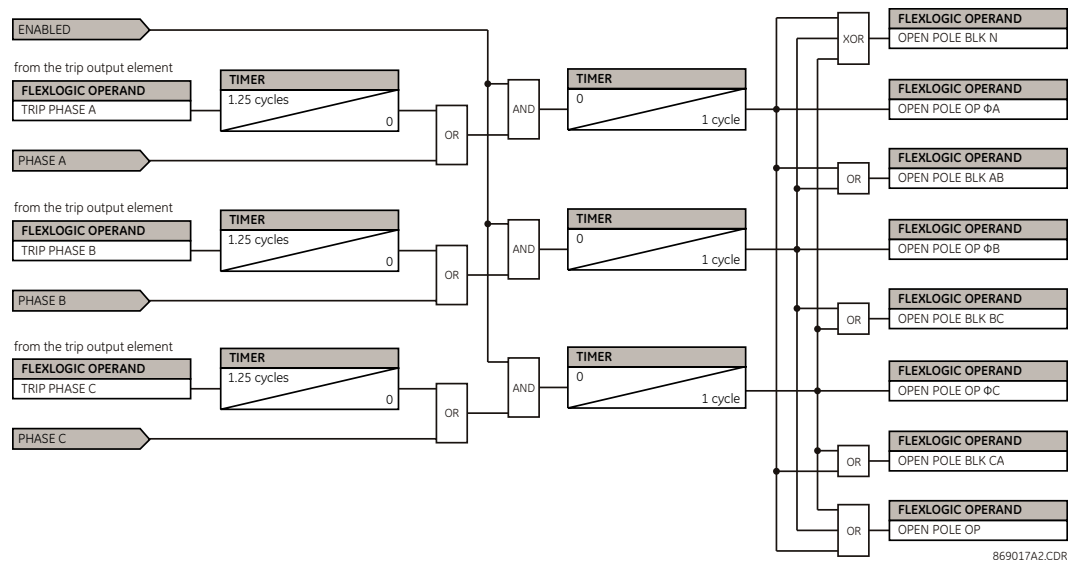 ENABLED
from the trip output element
FLEXLOGIC OPERAND
TRIP PHASE A
TIMER
1.25 cycles
0
OR
PHASE A
AND
TIMER
0
1 cycle
from the trip output element
FLEXLOGIC OPERAND
TRIP PHASE B
TIMER
1.25 cycles
0
OR
PHASE B
AND
TIMER
0
1 cycle
from the trip output element
FLEXLOGIC OPERAND
TRIP PHASE C
TIMER
1.25 cycles
0
OR
PHASE C
AND
TIMER
0
1 cycle
XOR
FLEXLOGIC OPERAND
OPEN POLE BLK N
FLEXLOGIC OPERAND
OPEN POLE OP ΦA
OR
FLEXLOGIC OPERAND
OPEN POLE BLK AB
FLEXLOGIC OPERAND
OPEN POLE OP ΦB
OR
FLEXLOGIC OPERAND
OPEN POLE BLK BC
FLEXLOGIC OPERAND
OPEN POLE OP ΦC
OR
FLEXLOGIC OPERAND
OPEN POLE BLK CA
OR
FLEXLOGIC OPERAND
OPEN POLE OP
869017A2.CDR